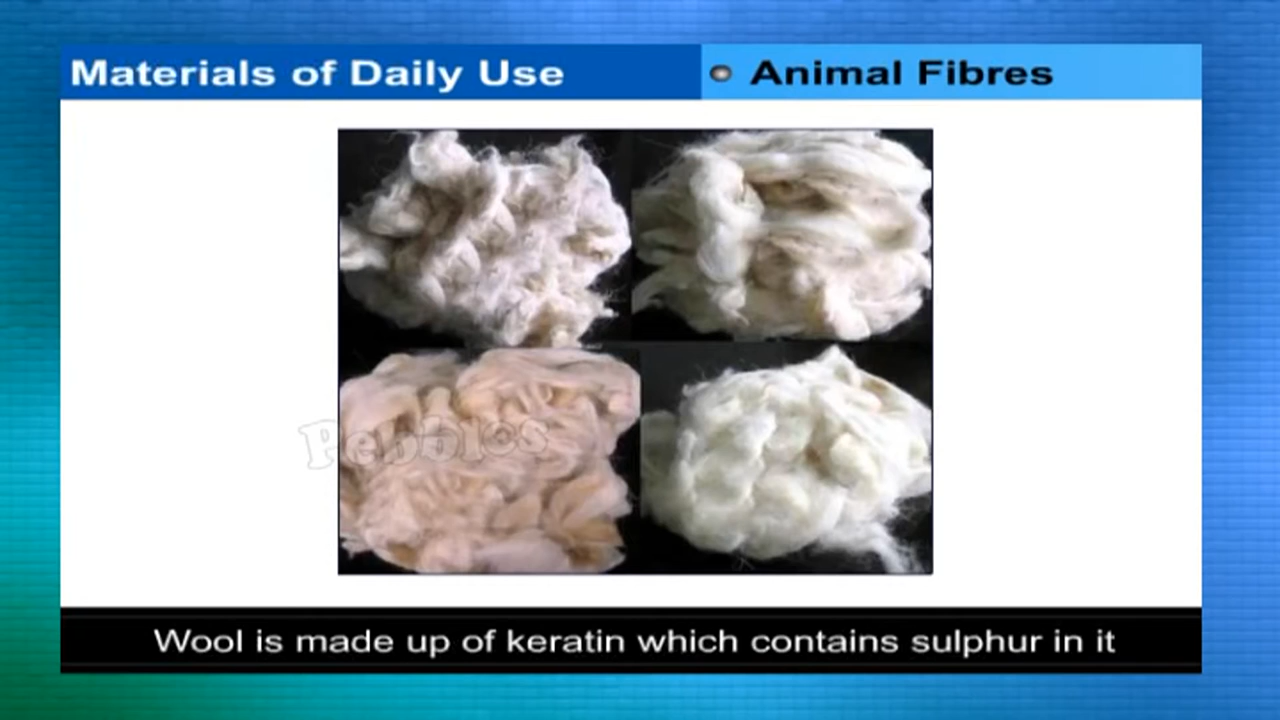 Materials of Daily Use
Animal Fibres
Pebbles
Wool is made up of keratin which contains sulphur in it